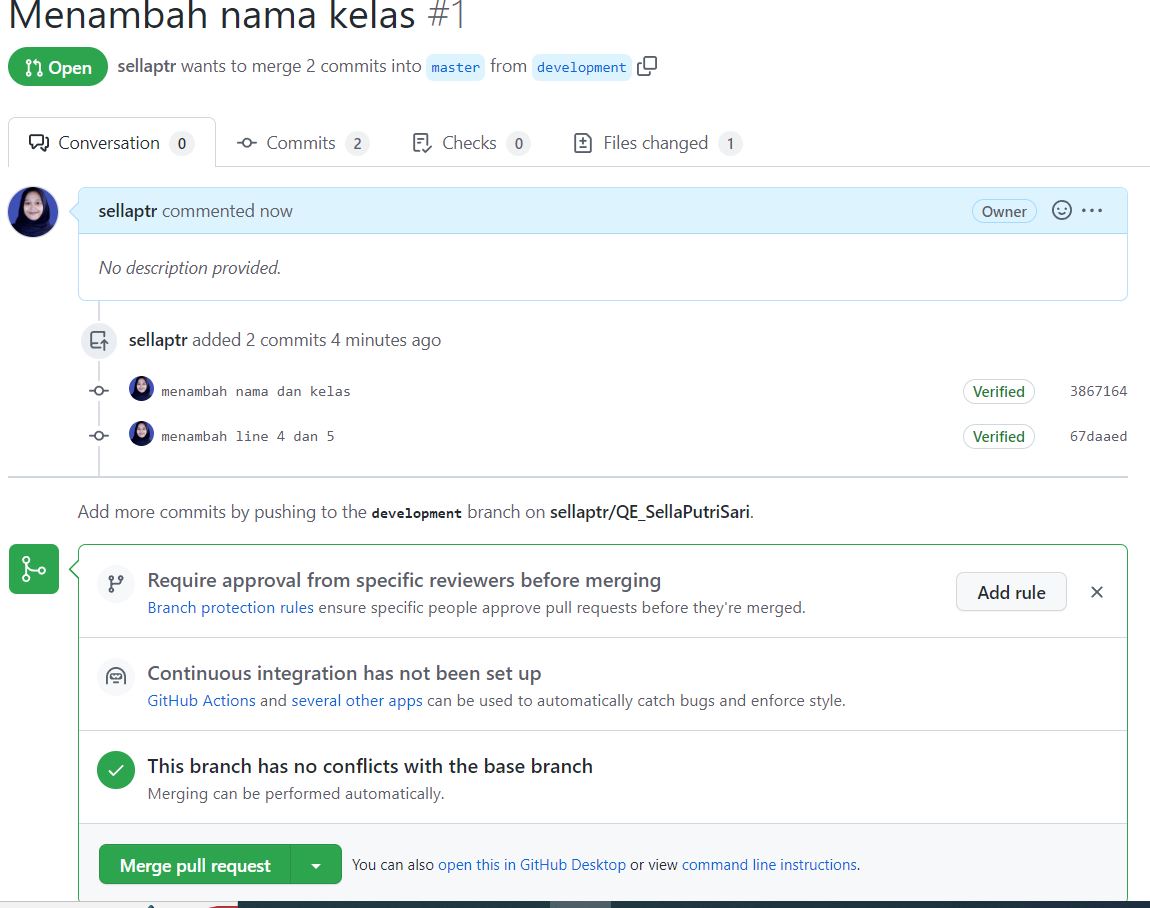 Menambah nama kelas #1
Open sellaptr wants to merge 2 commits into master from development
Conversation 0 Commits 2 Checks 0 Files changed 1
sellaptr commented now Owner
No description provided.
sellaptr added 2 commits 4 minutes ago
menambah nama dan kelas Verified 3867164
menambah line 4 dan 5 Verified 67daaed
Add more commits by pushing to the development branch on sellaptr/QE_SellaPutriSari.
Require approval from specific reviewers before merging
Branch protection rules ensure specific people approve pull requests before they're merged.
Add rule
Continuous integration has not been set up
GitHub Actions and several other apps can be used to automatically catch bugs and enforce style.
This branch has no conflicts with the base branch
Merging can be performed automatically.
Merge pull request You can also open this in GitHub Desktop or view command line instructions.